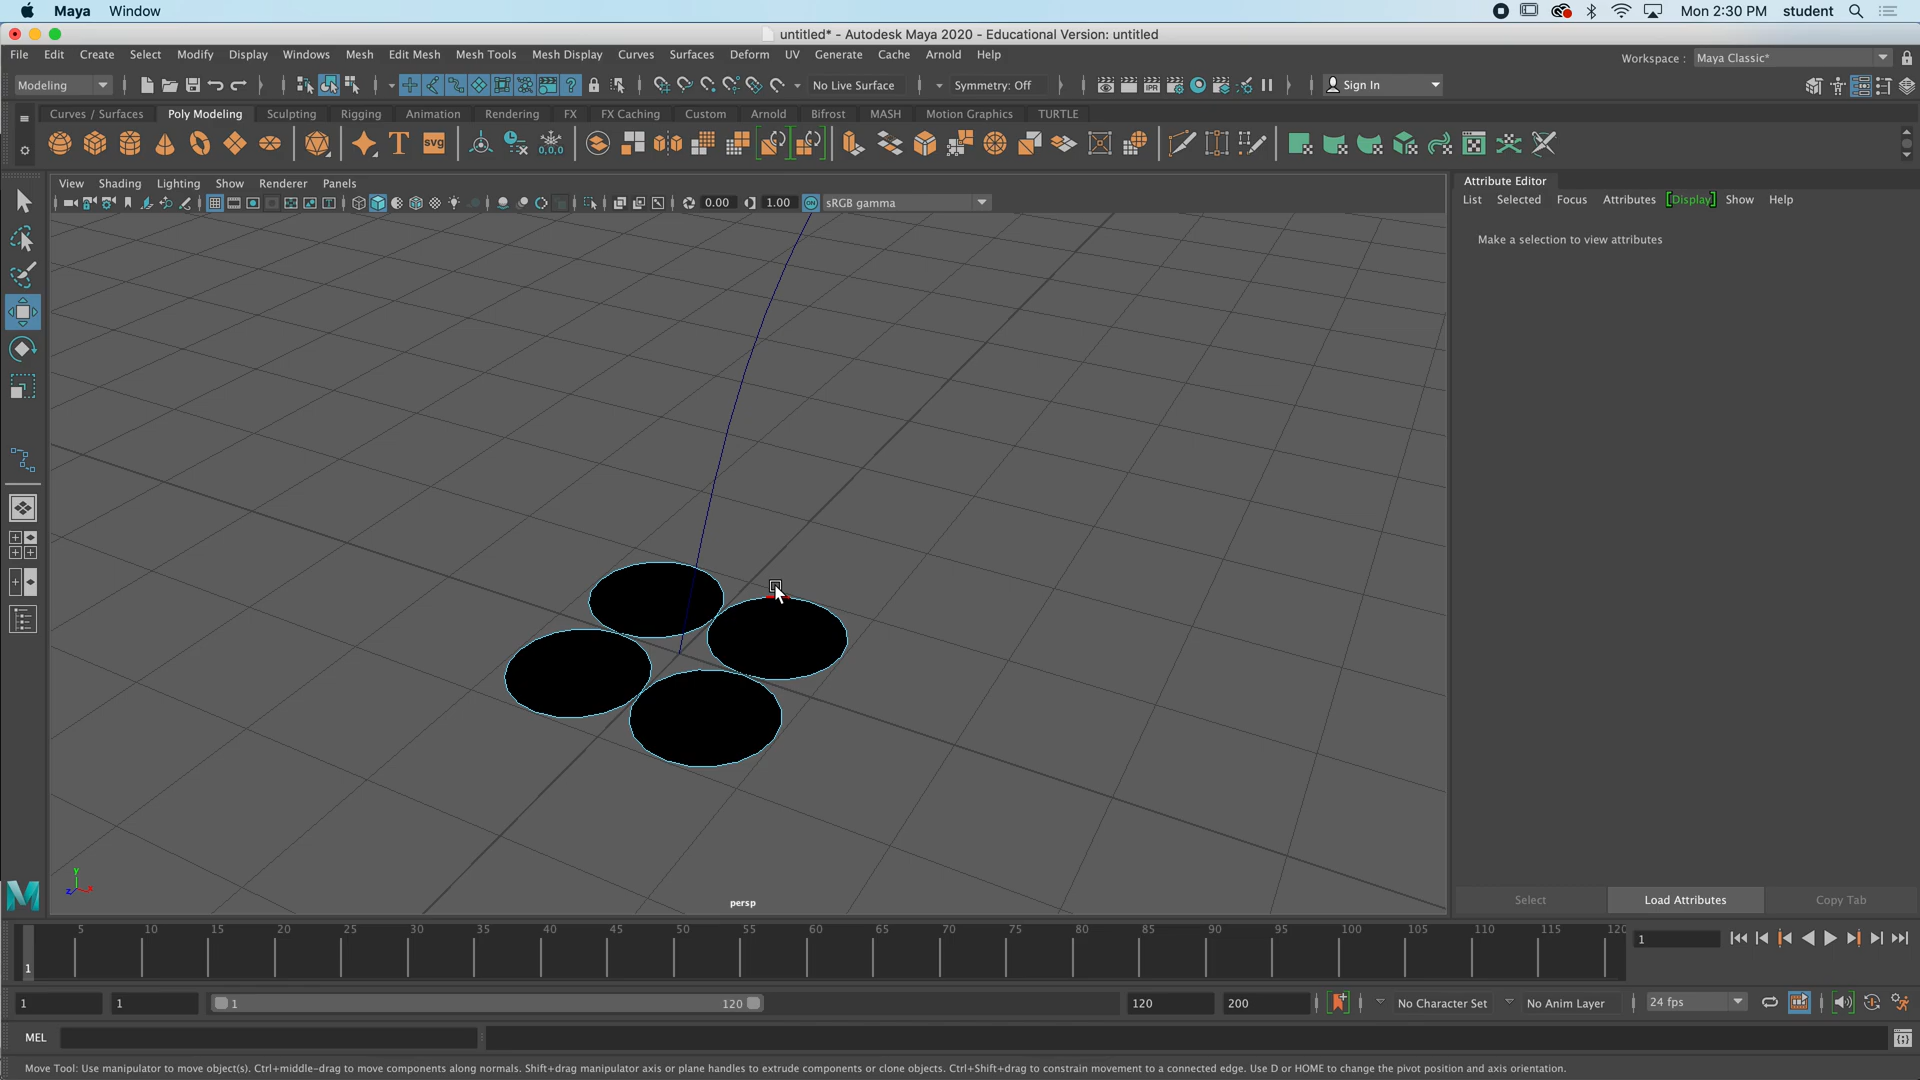 Maya Window Mon 2:30 PM student
untitled* - Autodesk Maya 2020 - Educational Version: untitled
File Edit Create Select Modify Display Windows Mesh Edit Mesh Mesh Tools Mesh Display Curves Surfaces Deform UV Generate Cache Arnold Help Workspace : Maya Classic*
Modeling No Live Surface Symmetry: Off IPR Sign In
Curves / Surfaces Poly Modeling Sculpting Rigging Animation Rendering FX FX Caching Custom Arnold Bifrost MASH Motion Graphics TURTLE
T SVG 0,0,0
View Shading Lighting Show Renderer Panels
0.00 1.00 ON sRGB gamma
Attribute Editor
List Selected Focus Attributes [Display] Show Help
Make a selection to view attributes
y
z x
persp
Select Load Attributes Copy Tab
5 10 15 20 25 30 35 40 45 50 55 60 65 70 75 80 85 90 95 100 105 110 115 120
1 1
1 1 1 120 120 200 No Character Set No Anim Layer 24 fps
MEL
Move Tool: Use manipulator to move object(s). Ctrl+middle-drag to move components along normals. Shift+drag manipulator axis or plane handles to extrude components or clone objects. Ctrl+Shift+drag to constrain movement to a connected edge. Use D or HOME to change the pivot position and axis orientation.